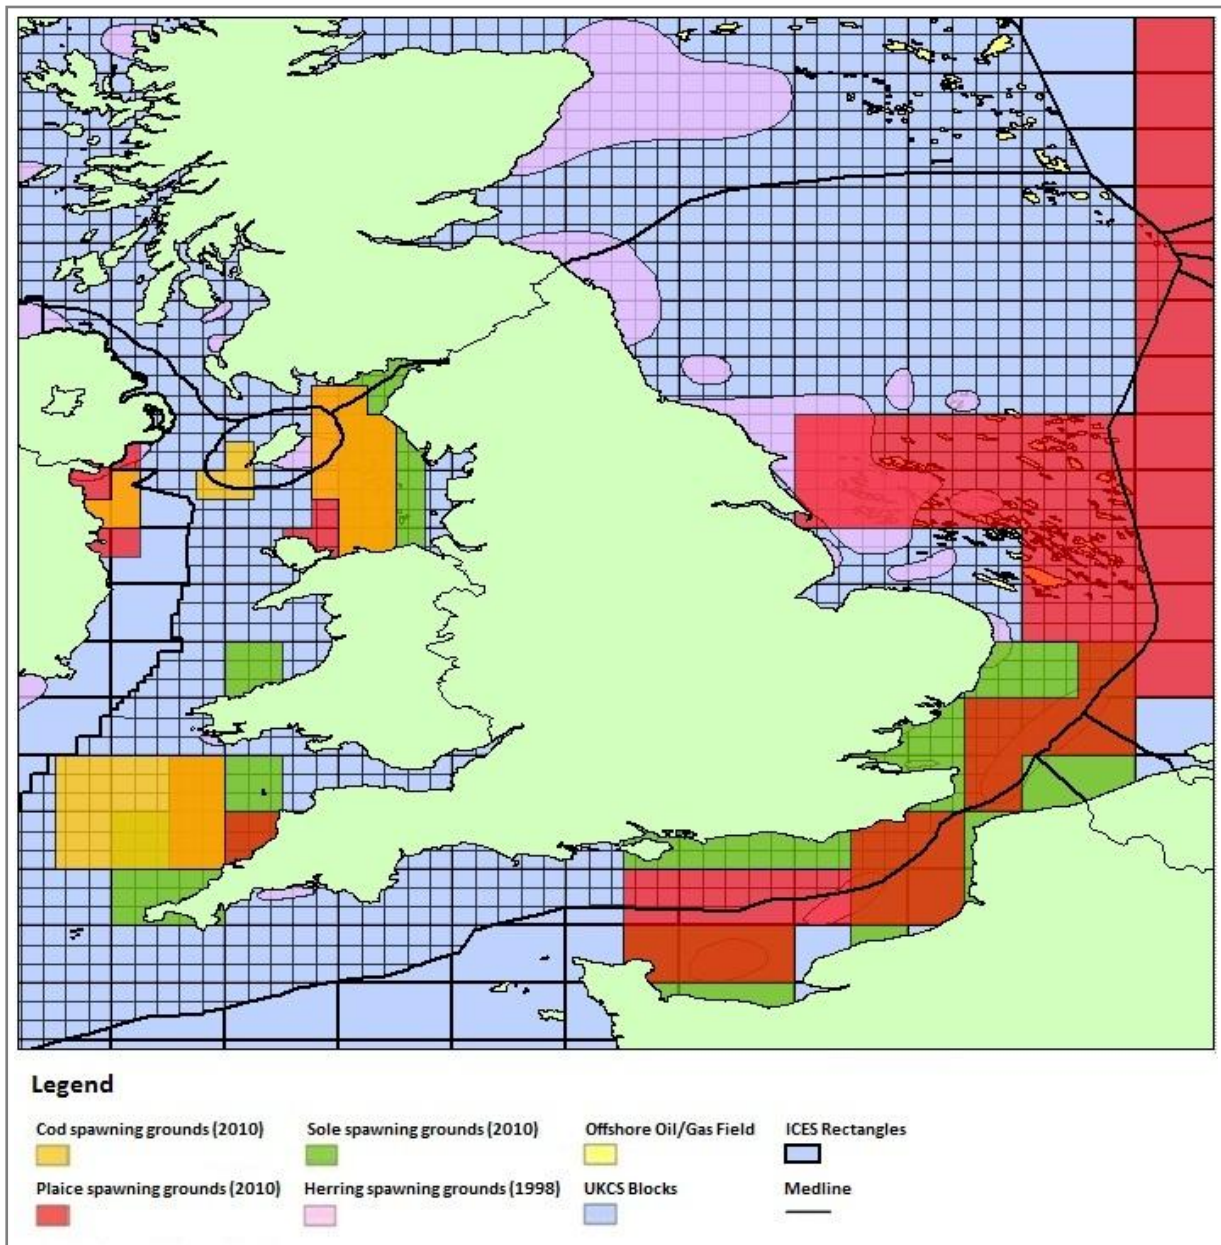 Legend
Cod spawning grounds (2010) Sole spawning grounds (2010) Offshore Oil/Gas Field ICES Rectangles
Plaice spawning grounds (2010) Herring spawning grounds (1998) UKCS Blocks Medline